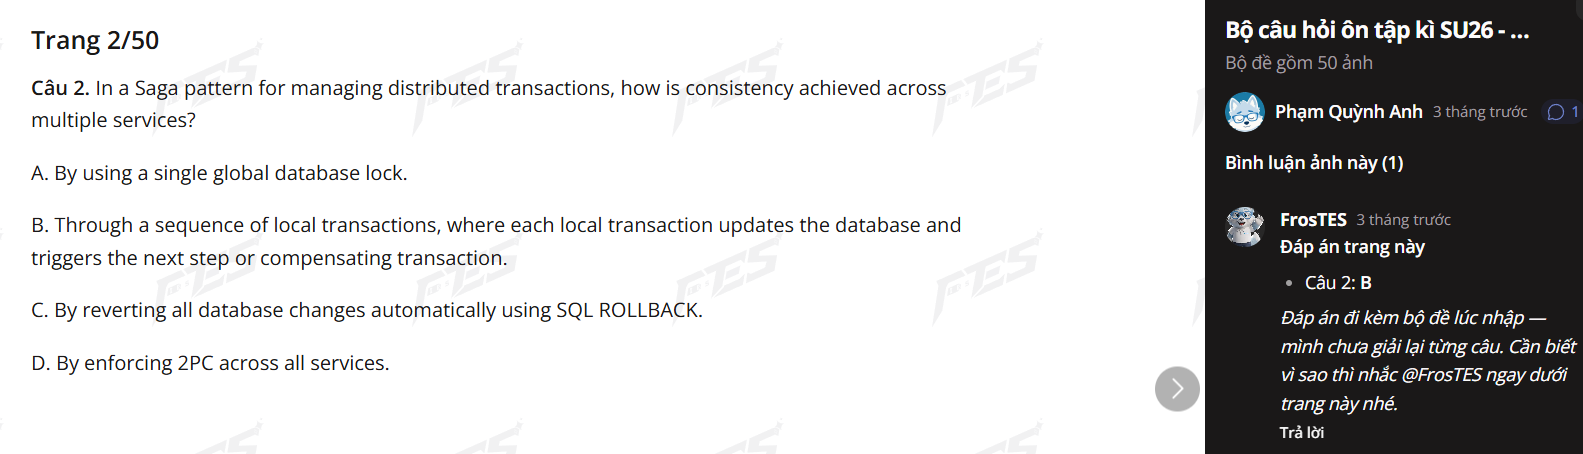 Trang 2/50
Câu 2. In a Saga pattern for managing distributed transactions, how is consistency achieved across
multiple services?
A. By using a single global database lock.
B. Through a sequence of local transactions, where each local transaction updates the database and
triggers the next step or compensating transaction.
C. By reverting all database changes automatically using SQL ROLLBACK.
D. By enforcing 2PC across all services.
Bộ câu hỏi ôn tập kì SU26 - ...
Bộ đề gồm 50 ảnh
Phạm Quỳnh Anh 3 tháng trước 1
Bình luận ảnh này (1)
FrosTES 3 tháng trước
Đáp án trang này
• Câu 2: B
Đáp án đi kèm bộ đề lúc nhập —
mình chưa giải lại từng câu. Cần biết
vì sao thì nhắc @FrosTES ngay dưới
trang này nhé.
Trả lời
FTES